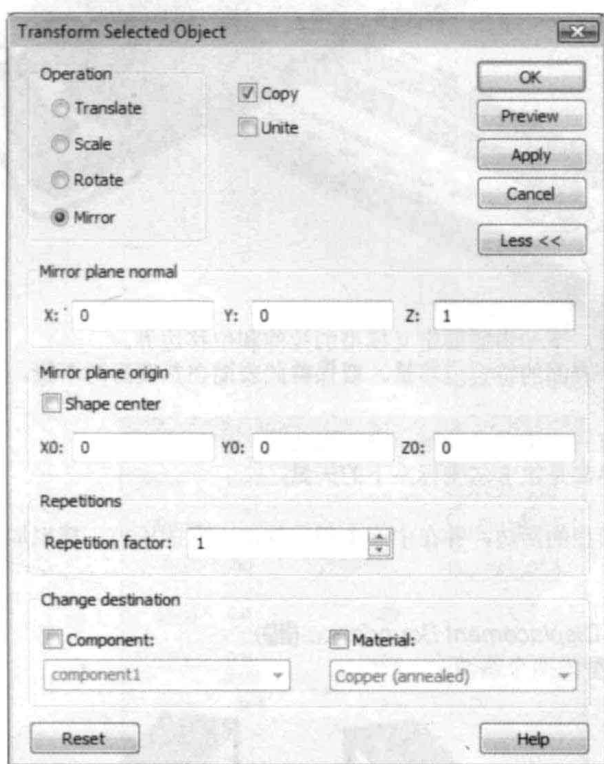 Transform Selected Object
Operation
Translate
Scale
Rotate
Mirror
Copy
Unite
OK
Preview
Apply
Cancel
Less <<
Mirror plane normal
X: 0 Y: 0 Z: 1
Mirror plane origin
Shape center
X0: 0 Y0: 0 Z0: 0
Repetitions
Repetition factor: 1
Change destination
Component: Material:
component1 Copper (annealed)
Reset Help